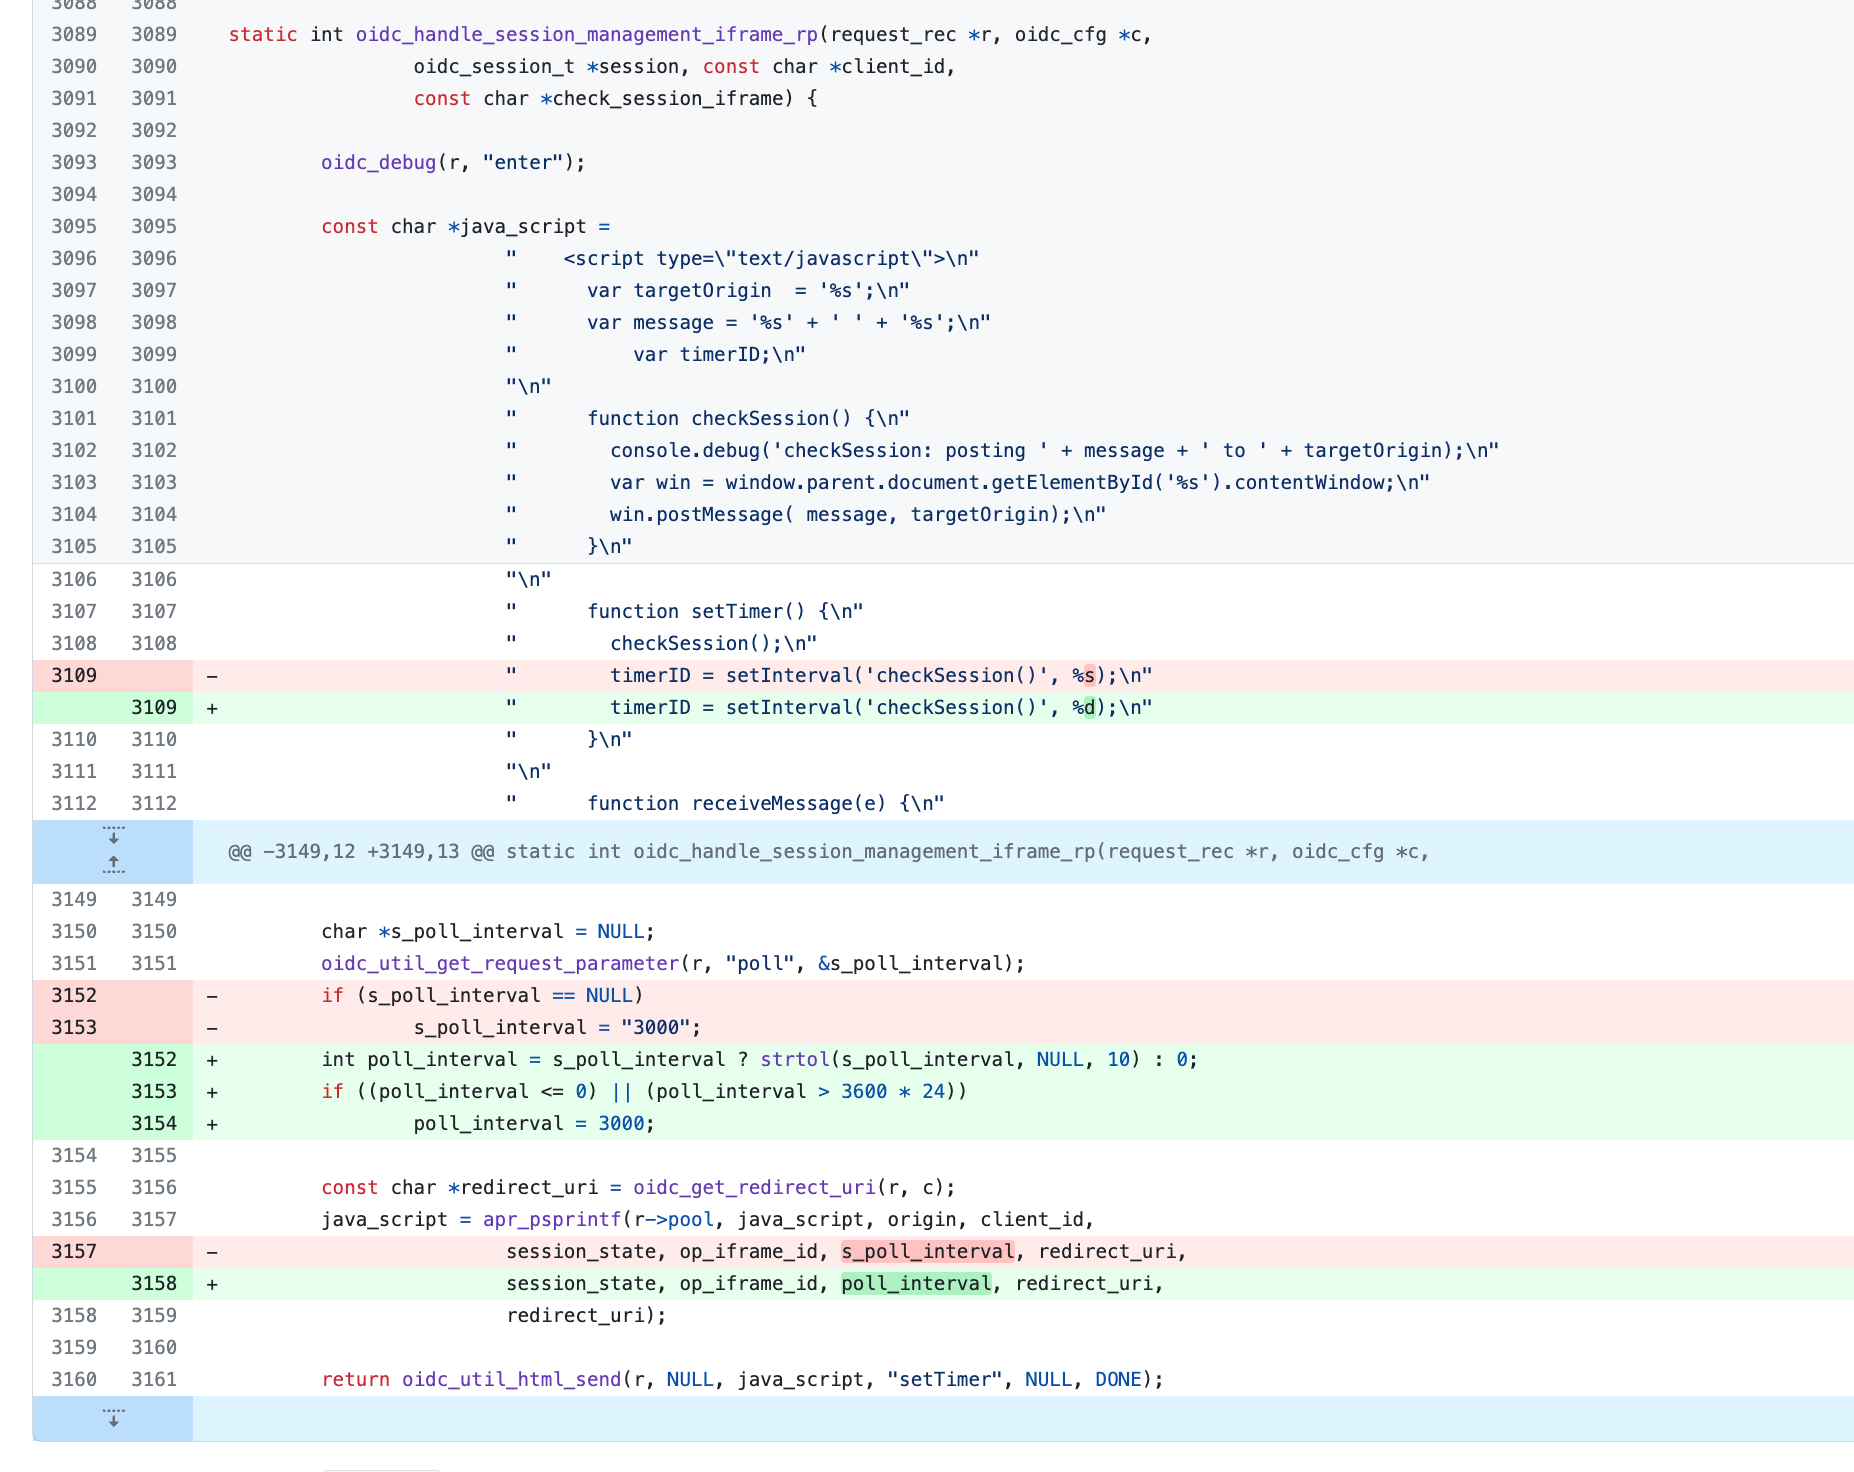 3088 3088
3089 3089 static int oidc_handle_session_management_iframe_rp(request_rec *r, oidc_cfg *c,
3090 3090 oidc_session_t *session, const char *client_id,
3091 3091 const char *check_session_iframe) {
3092 3092
3093 3093 oidc_debug(r, "enter");
3094 3094
3095 3095 const char *java_script =
3096 3096 "    <script type=\"text/javascript\">\n"
3097 3097 "      var targetOrigin  = '%s';\n"
3098 3098 "      var message = '%s' + ' ' + '%s';\n"
3099 3099 "          var timerID;\n"
3100 3100 "\n"
3101 3101 "      function checkSession() {\n"
3102 3102 "        console.debug('checkSession: posting ' + message + ' to ' + targetOrigin);\n"
3103 3103 "        var win = window.parent.document.getElementById('%s').contentWindow;\n"
3104 3104 "        win.postMessage( message, targetOrigin);\n"
3105 3105 "      }\n"
3106 3106 "\n"
3107 3107 "      function setTimer() {\n"
3108 3108 "        checkSession();\n"
3109 - "        timerID = setInterval('checkSession()', %s);\n"
3109 + "        timerID = setInterval('checkSession()', %d);\n"
3110 3110 "      }\n"
3111 3111 "\n"
3112 3112 "      function receiveMessage(e) {\n"
@@ -3149,12 +3149,13 @@ static int oidc_handle_session_management_iframe_rp(request_rec *r, oidc_cfg *c,
3149 3149
3150 3150 char *s_poll_interval = NULL;
3151 3151 oidc_util_get_request_parameter(r, "poll", &s_poll_interval);
3152 - if (s_poll_interval == NULL)
3153 - s_poll_interval = "3000";
3152 + int poll_interval = s_poll_interval ? strtol(s_poll_interval, NULL, 10) : 0;
3153 + if ((poll_interval <= 0) || (poll_interval > 3600 * 24))
3154 + poll_interval = 3000;
3154 3155
3155 3156 const char *redirect_uri = oidc_get_redirect_uri(r, c);
3156 3157 java_script = apr_psprintf(r->pool, java_script, origin, client_id,
3157 - session_state, op_iframe_id, s_poll_interval, redirect_uri,
3158 + session_state, op_iframe_id, poll_interval, redirect_uri,
3158 3159 redirect_uri);
3159 3160
3160 3161 return oidc_util_html_send(r, NULL, java_script, "setTimer", NULL, DONE);